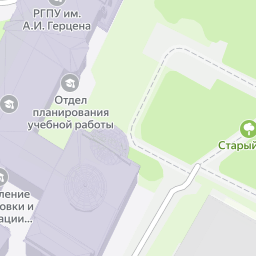 РГПУ им.
А.И. Герцена
Отдел
планирования
учебной работы
Старый
ление
овки и
ации...